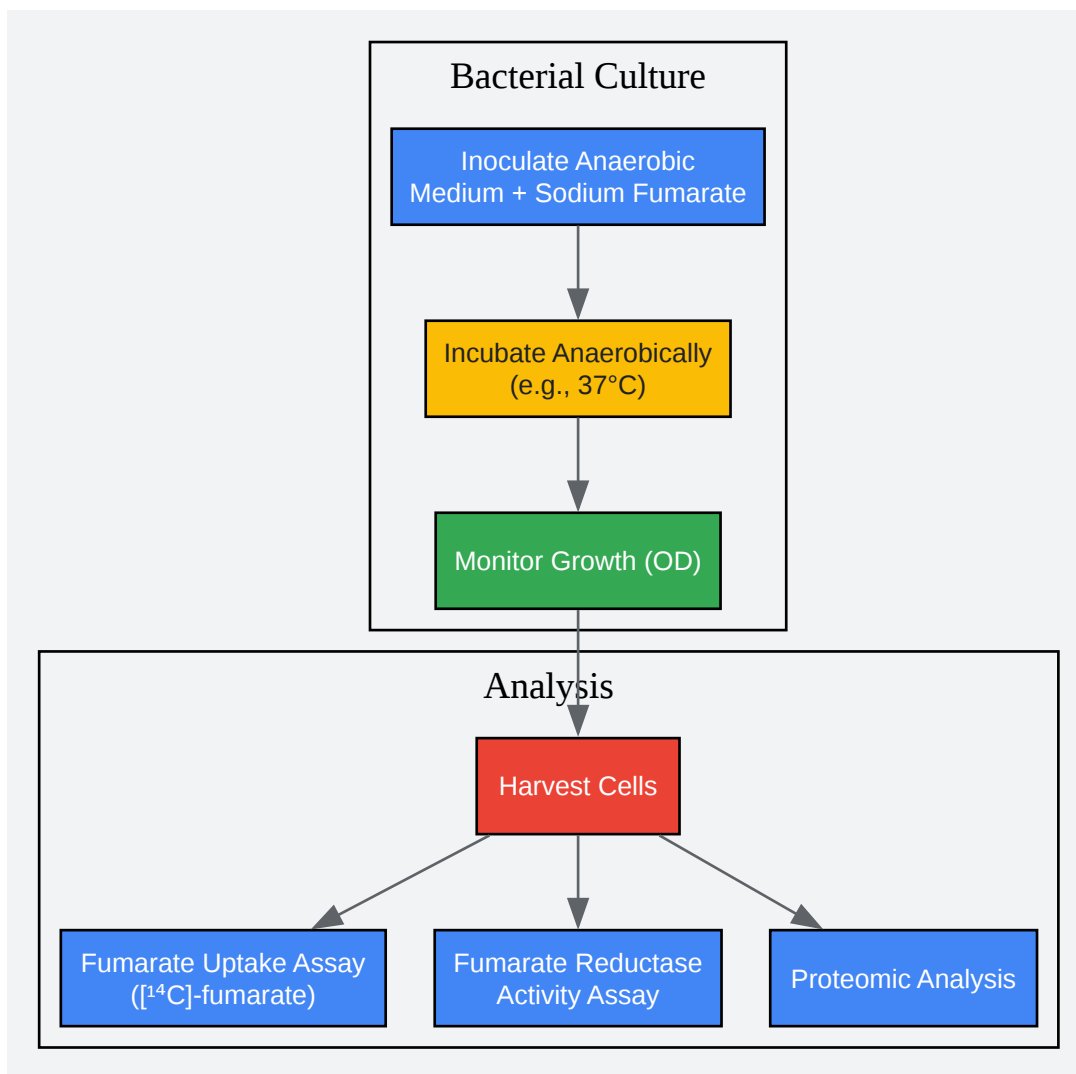 Bacterial Culture
Inoculate Anaerobic
Medium + Sodium Fumarate
Incubate Anaerobically
(e.g., 37°C)
Monitor Growth (OD)
Analysis
Harvest Cells
Fumarate Uptake Assay
([¹⁴C]-fumarate)
Fumarate Reductase
Activity Assay
Proteomic Analysis